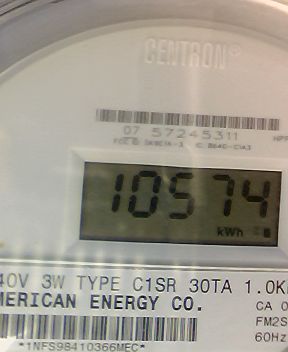 CENTRON®
07 57245311
10574
kWh
40V 3W TYPE C1SR 30TA 1.0K
MERICAN ENERGY CO.
CA 0
FM2S
60Hz
*1NFS98410366MEC*